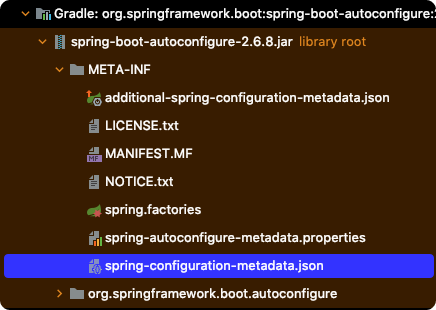 Gradle: org.springframework.boot:spring-boot-autoconfigure:
spring-boot-autoconfigure-2.6.8.jar library root
META-INF
additional-spring-configuration-metadata.json
LICENSE.txt
MF MANIFEST.MF
NOTICE.txt
spring.factories
spring-autoconfigure-metadata.properties
spring-configuration-metadata.json
org.springframework.boot.autoconfigure